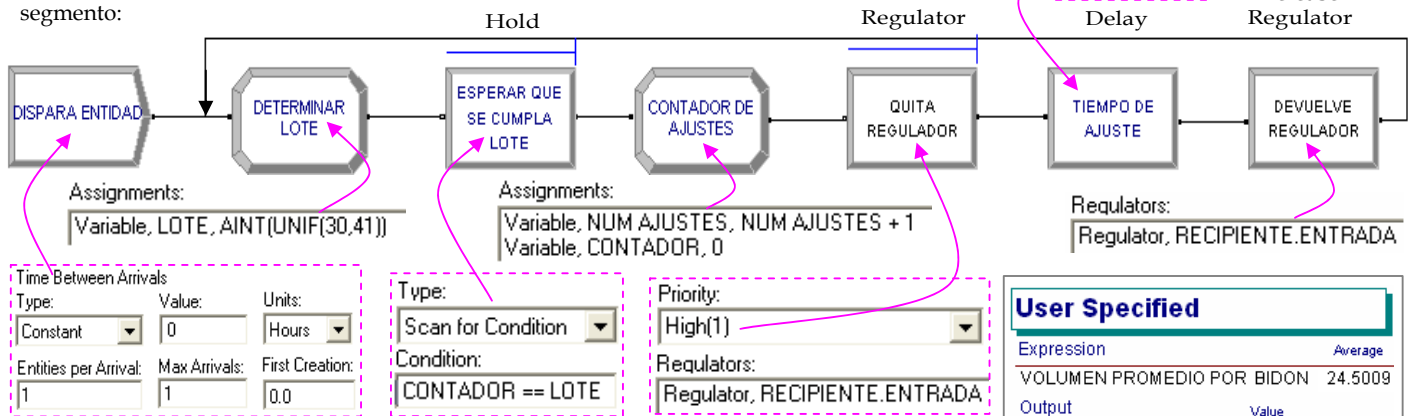 segmento:
Hold
Regulator
Delay
Regulator
DISPARA ENTIDAD
DETERMINAR
LOTE
ESPERAR QUE
SE CUMPLA
LOTE
CONTADOR DE
AJUSTES
QUITA
REGULADOR
TIEMPO DE
AJUSTE
DEVUELVE
REGULADOR
Assignments:
Variable, LOTE, AINT(UNIF(30,41))
Assignments:
Variable, NUM AJUSTES, NUM AJUSTES + 1
Variable, CONTADOR, 0
Regulators:
Regulator, RECIPIENTE.ENTRADA
Time Between Arrivals
Type: Value: Units:
Constant 0 Hours
Entities per Arrival: Max Arrivals: First Creation:
1 1 0.0
Type:
Scan for Condition
Condition:
CONTADOR == LOTE
Priority:
High(1)
Regulators:
Regulator, RECIPIENTE.ENTRADA
User Specified
Expression Average
VOLUMEN PROMEDIO POR BIDON 24.5009
Output Value